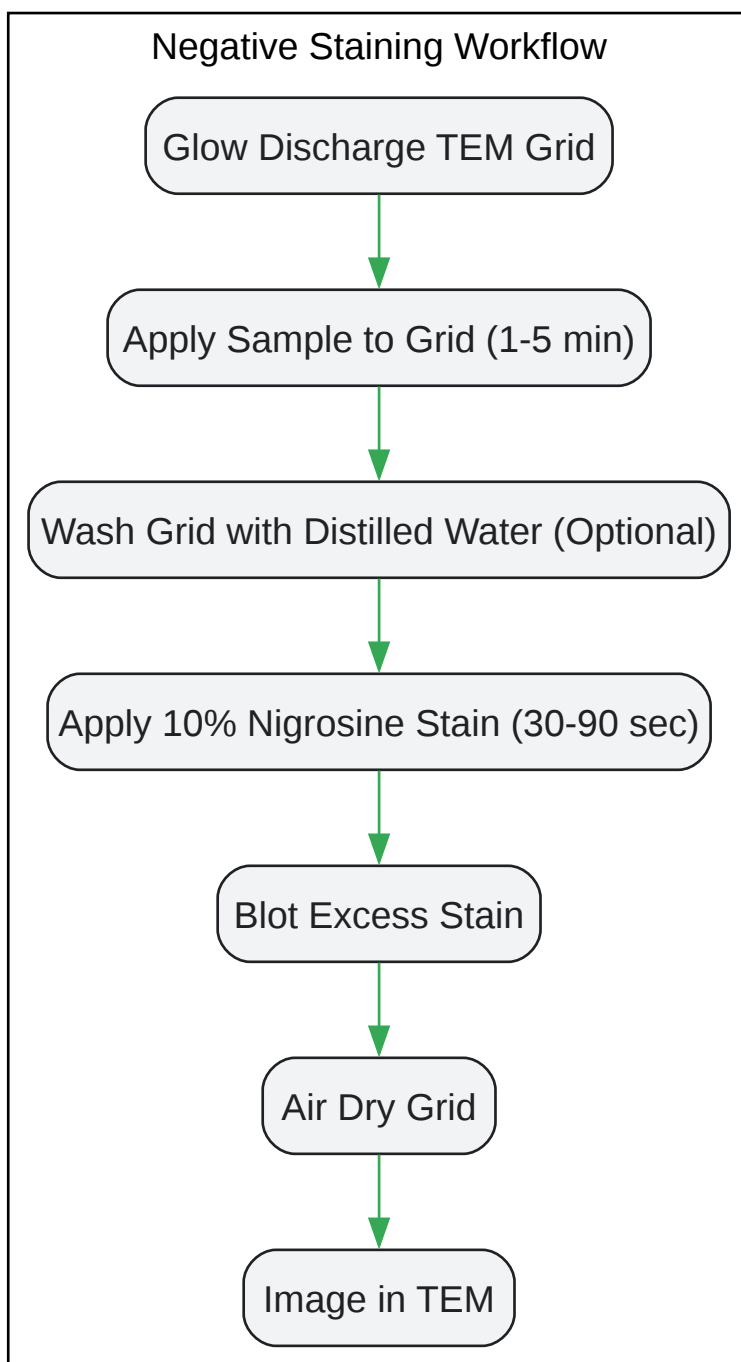 Negative Staining Workflow
Glow Discharge TEM Grid
Apply Sample to Grid (1-5 min)
Wash Grid with Distilled Water (Optional)
Apply 10% Nigrosine Stain (30-90 sec)
Blot Excess Stain
Air Dry Grid
Image in TEM